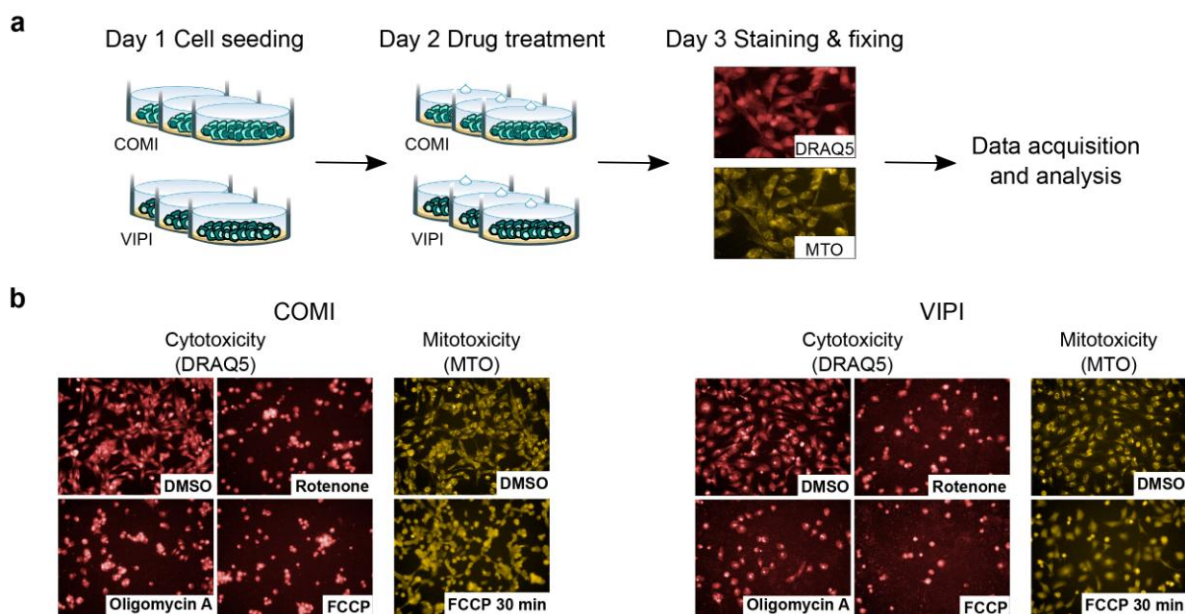 a
Day 1 Cell seeding
Day 2 Drug treatment
Day 3 Staining & fixing
COMI
VIPI
COMI
VIPI
DRAQ5
MTO
Data acquisition
and analysis
b
COMI
Cytotoxicity
(DRAQ5)
Mitotoxicity
(MTO)
DMSO
Rotenone
DMSO
Oligomycin A
FCCP
FCCP 30 min
VIPI
Cytotoxicity
(DRAQ5)
Mitotoxicity
(MTO)
DMSO
Rotenone
DMSO
Oligomycin A
FCCP
FCCP 30 min